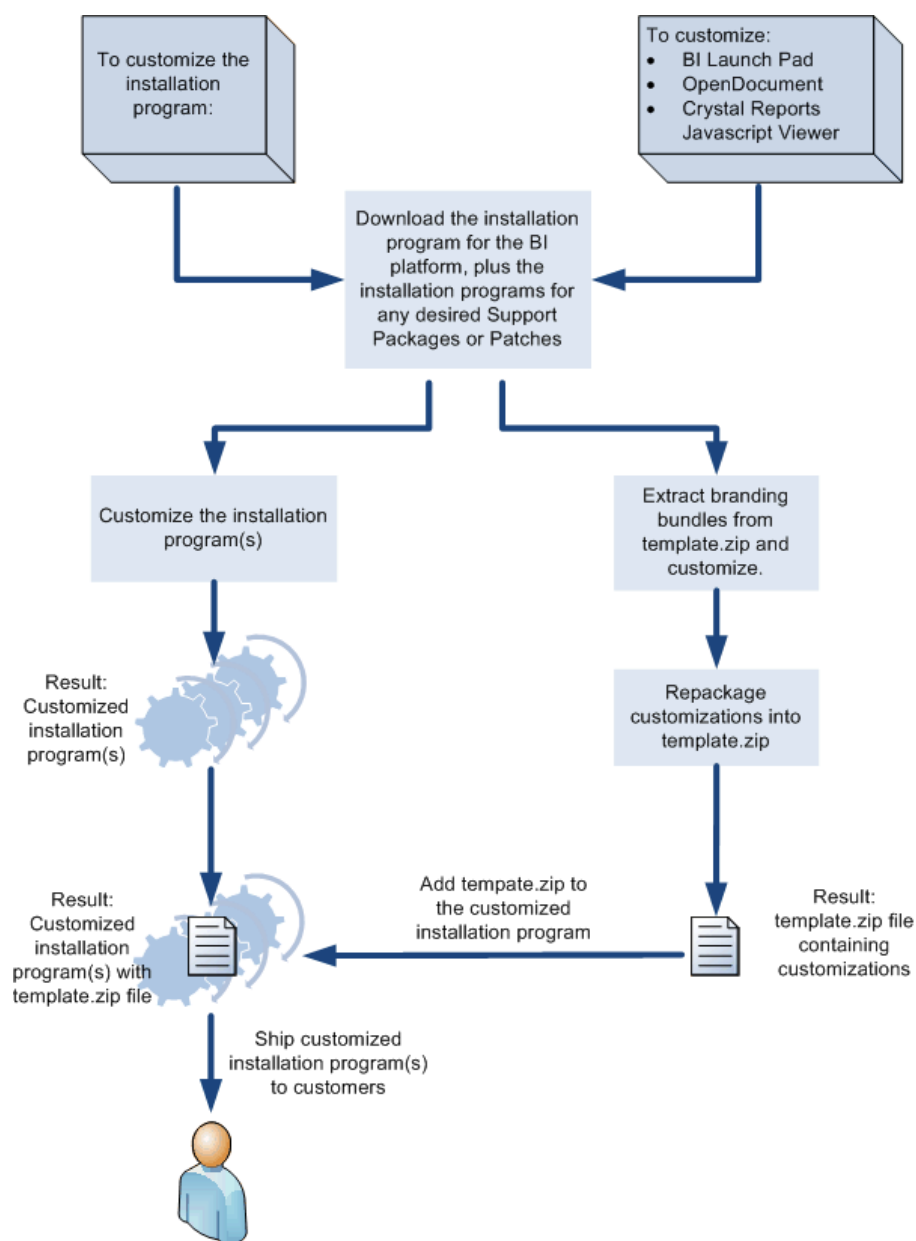 To customize the
installation
program:
To customize:
• BI Launch Pad
• OpenDocument
• Crystal Reports
Javascript Viewer
Download the installation
program for the BI
platform, plus the
installation programs for
any desired Support
Packages or Patches
Customize the installation
program(s)
Extract branding
bundles from
template.zip and
customize.
Result:
Customized
installation
program(s)
Repackage
customizations into
template.zip
Result:
Customized
installation
program(s) with
template.zip file
Add tempate.zip to
the customized
installation program
Result:
template.zip file
containing
customizations
Ship customized
installation program(s)
to customers